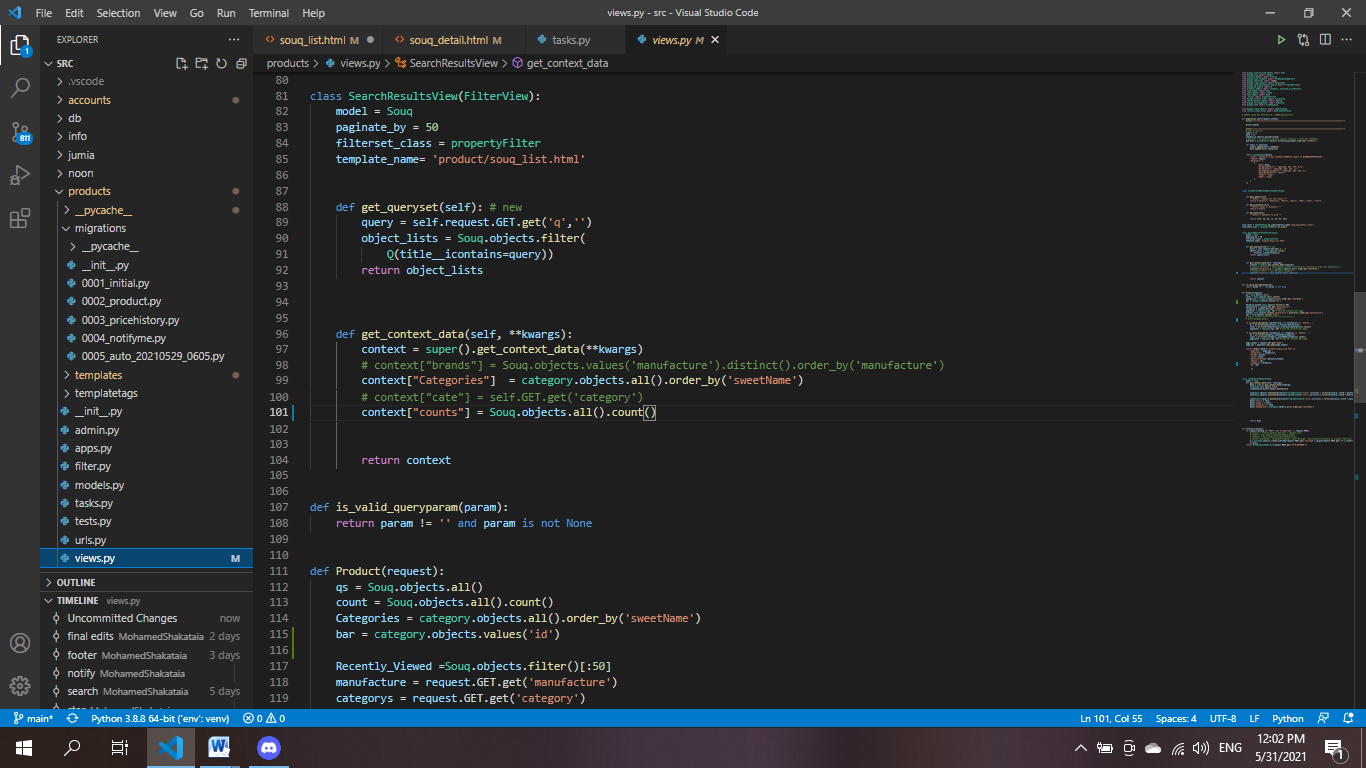 File Edit Selection View Go Run Terminal Help views.py - src - Visual Studio Code
EXPLORER
souq_list.html M
souq_detail.html M
tasks.py
views.py M
products > views.py > SearchResultsView > get_context_data
1
811
SRC
.vscode
accounts
db
info
jumia
noon
products
__pycache__
migrations
__pycache__
__init__.py
0001_initial.py
0002_product.py
0003_pricehistory.py
0004_notifyme.py
0005_auto_20210529_0605.py
templates
templatetags
__init__.py
admin.py
apps.py
filter.py
models.py
tasks.py
tests.py
urls.py
views.py M
OUTLINE
TIMELINE views.py
Uncommitted Changes now
final edits MohamedShakataia 2 days
footer MohamedShakataia 3 days
notify MohamedShakataia
search MohamedShakataia 5 days
80
81 class SearchResultsView(FilterView):
82 model = Souq
83 paginate_by = 50
84 filterset_class = propertyFilter
85 template_name= 'product/souq_list.html'
86
87
88 def get_queryset(self): # new
89 query = self.request.GET.get('q','')
90 object_lists = Souq.objects.filter(
91 Q(title__icontains=query))
92 return object_lists
93
94
95
96 def get_context_data(self, **kwargs):
97 context = super().get_context_data(**kwargs)
98 # context["brands"] = Souq.objects.values('manufacture').distinct().order_by('manufacture')
99 context["Categories"]  = category.objects.all().order_by('sweetName')
100 # context["cate"] = self.GET.get('category')
101 context["counts"] = Souq.objects.all().count()
102
103
104 return context
105
106
107 def is_valid_queryparam(param):
108 return param != '' and param is not None
109
110
111 def Product(request):
112 qs = Souq.objects.all()
113 count = Souq.objects.all().count()
114 Categories = category.objects.all().order_by('sweetName')
115 bar = category.objects.values('id')
116
117 Recently_Viewed =Souq.objects.filter()[:50]
118 manufacture = request.GET.get('manufacture')
119 categorys = request.GET.get('category')
main* Python 3.8.8 64-bit ('env': venv) 0 0 Ln 101, Col 55 Spaces: 4 UTF-8 LF Python
ENG
12:02 PM
5/31/2021
1